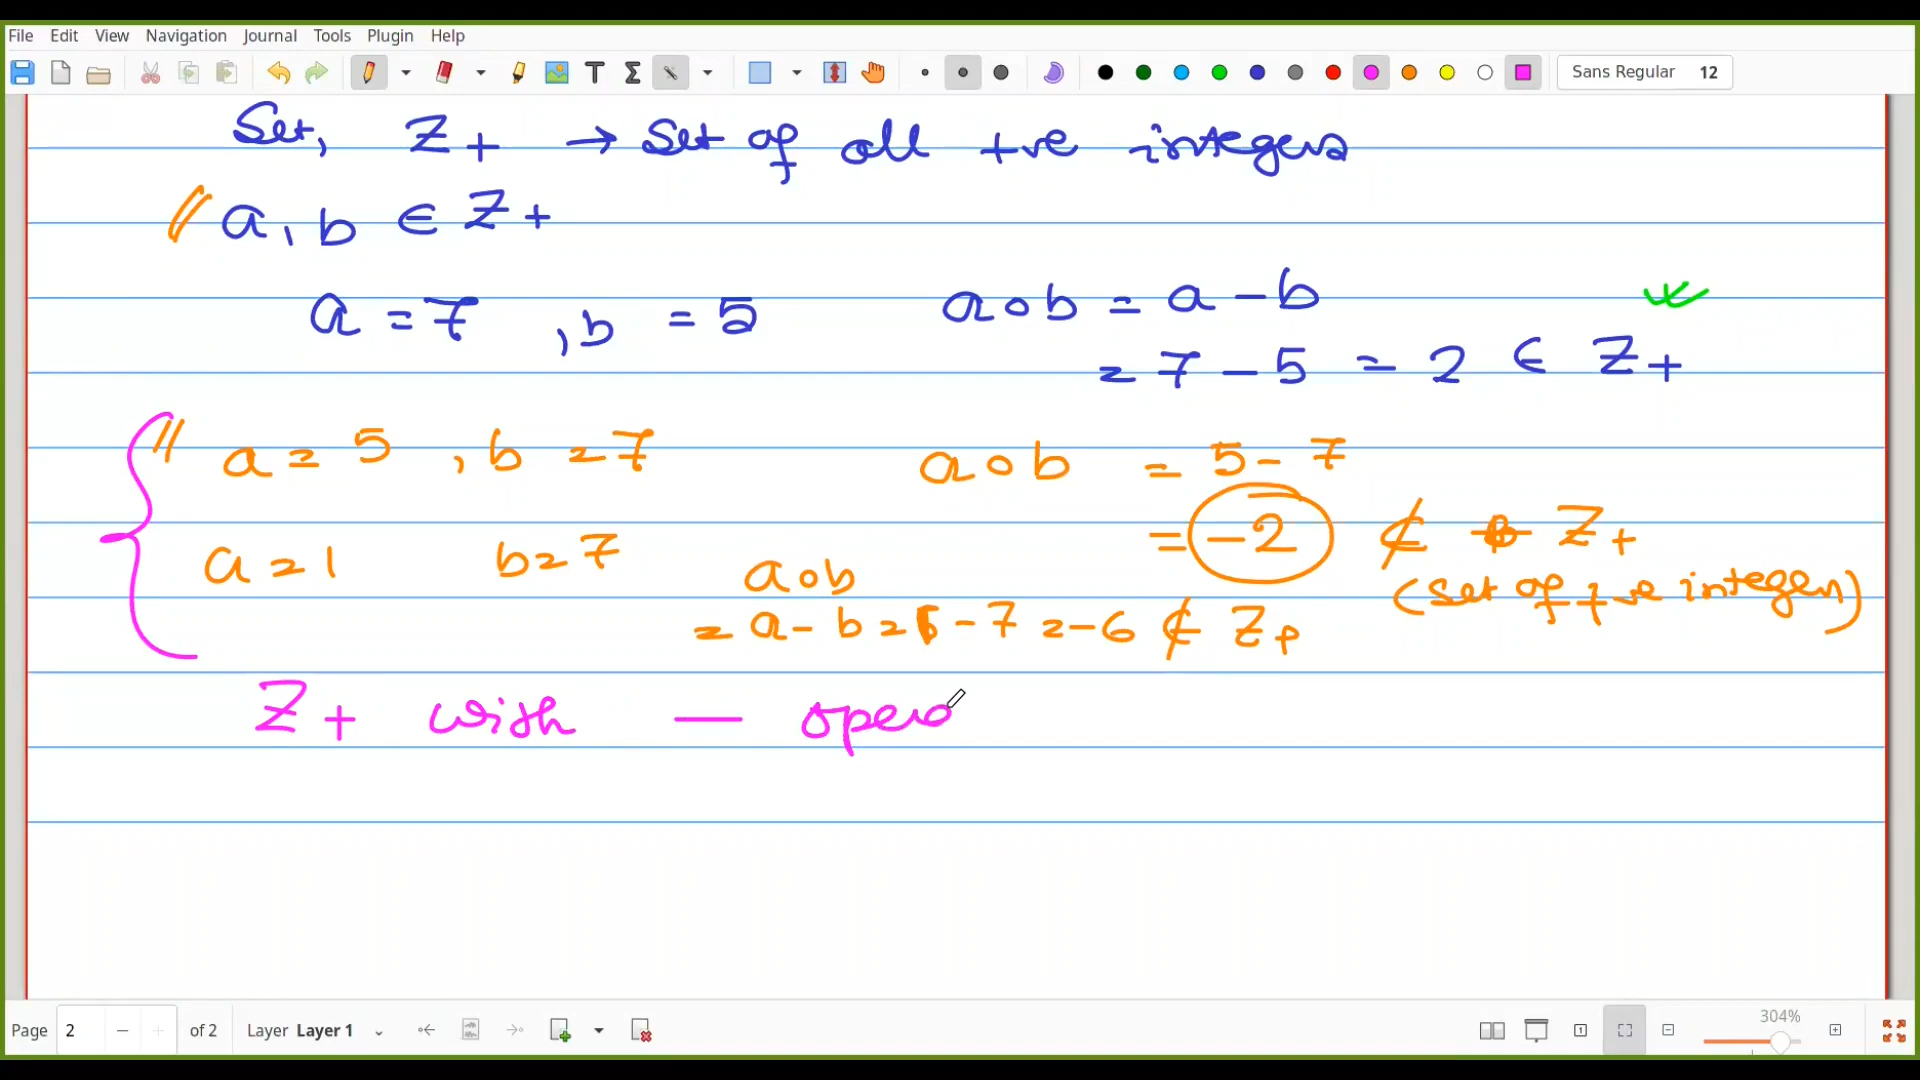 File Edit View Navigation Journal Tools Plugin Help
Sans Regular 12
Set, Z+ → Set of all +ve integers
// a, b ∈ Z+
a = 7 , b = 5 a o b = a - b
= 7 - 5 = 2 ∈ Z+
// a = 5 , b = 7 a o b = 5 - 7
= -2 ∉ Z+
a = 1 b = 7 a o b (set of +ve integer)
= a - b = 1 - 7 = -6 ∉ Z+
Z+ with — opera
Page 2 of 2 Layer Layer 1 304%